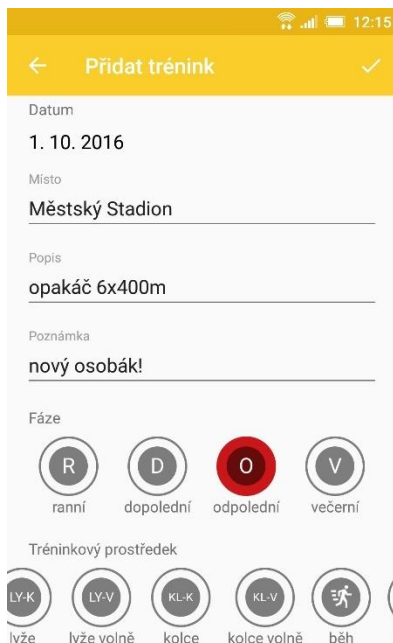 12:15
Přidat trénink
Datum
1. 10. 2016
Místo
Městský Stadion
Popis
opakáč 6x400m
Poznámka
nový osobák!
Fáze
R D O V
ranní dopolední odpolední večerní
Tréninkový prostředek
LY-K LY-V KL-K KL-V
lyže lyže volně kolce kolce volně běh